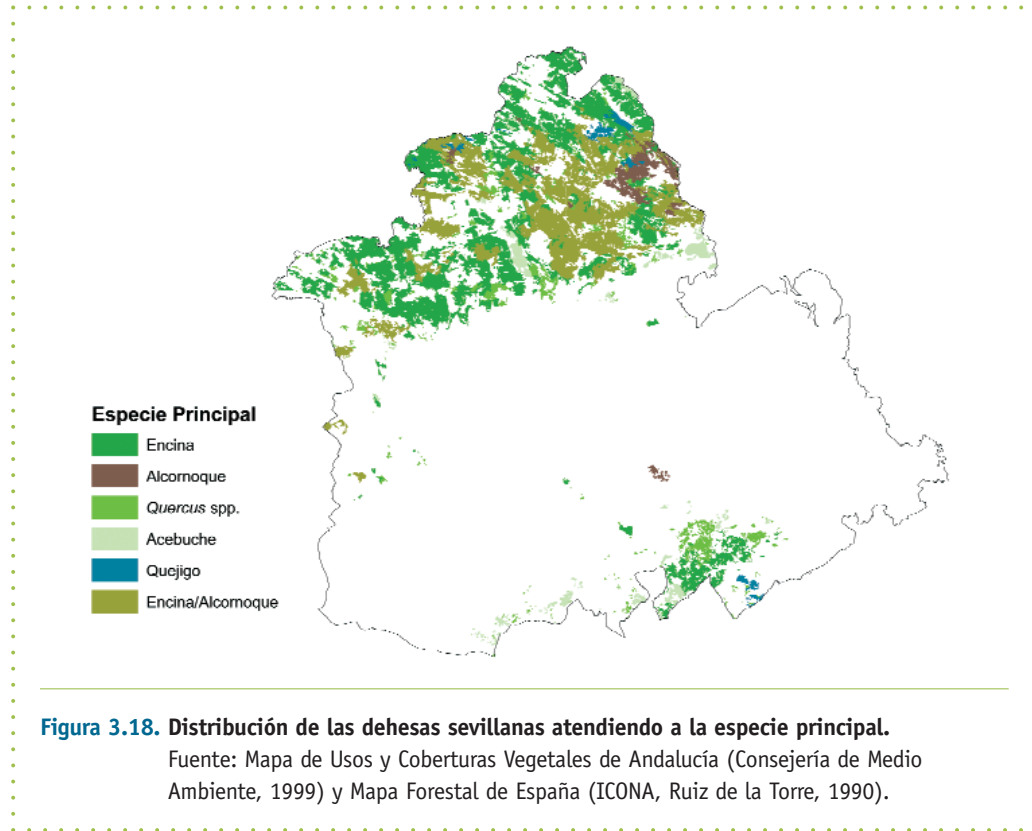 Especie Principal
Encina
Alcornoque
Quercus spp.
Acebuche
Quejigo
Encina/Alcornoque
Figura 3.18. Distribución de las dehesas sevillanas atendiendo a la especie principal.
Fuente: Mapa de Usos y Coberturas Vegetales de Andalucía (Consejería de Medio
Ambiente, 1999) y Mapa Forestal de España (ICONA, Ruiz de la Torre, 1990).